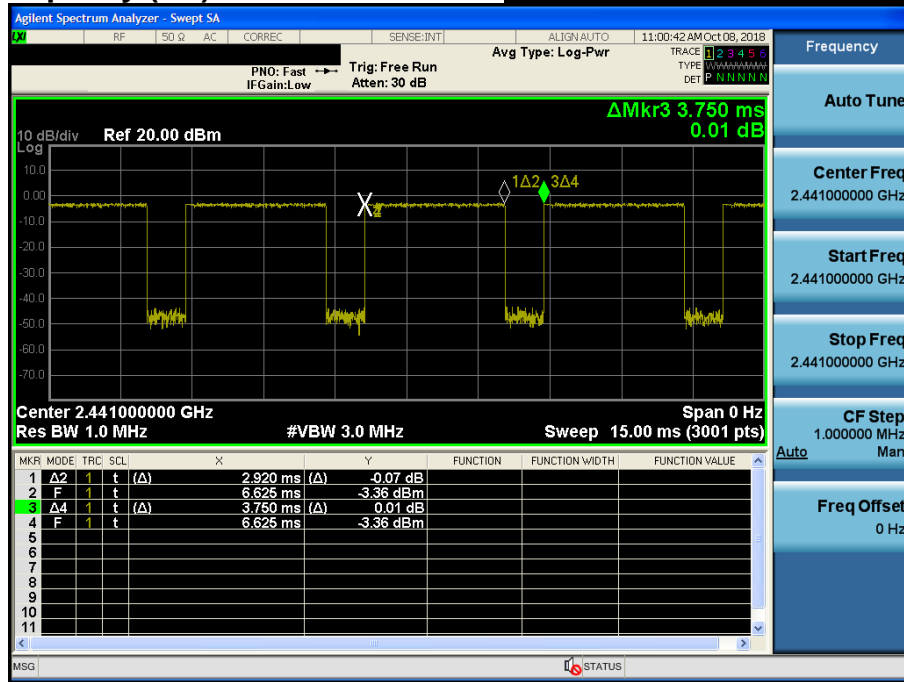 Agilent Spectrum Analyzer - Swept SA
LXI RF 50 Ω AC CORREC SENSE:INT ALIGN AUTO 11:00:42 AM Oct 08, 2018
Avg Type: Log-Pwr TRACE 1 2 3 4 5 6
PNO: Fast Trig: Free Run TYPE WWWWWW
IFGain:Low Atten: 30 dB DET P N N N N N
ΔMkr3 3.750 ms
0.01 dB
10 dB/div Ref 20.00 dBm
Log
10.0
0.00
-10.0
-20.0
-30.0
-40.0
-50.0
-60.0
-70.0
1Δ2 3Δ4
Center 2.441000000 GHz Span 0 Hz
Res BW 1.0 MHz #VBW 3.0 MHz Sweep 15.00 ms (3001 pts)
MKR MODE TRC SCL X Y FUNCTION FUNCTION WIDTH FUNCTION VALUE
1 Δ2 1 t (Δ) 2.920 ms (Δ) -0.07 dB
2 F 1 t 6.625 ms -3.36 dBm
3 Δ4 1 t (Δ) 3.750 ms (Δ) 0.01 dB
4 F 1 t 6.625 ms -3.36 dBm
5
6
7
8
9
10
11
MSG STATUS
Frequency
Auto Tune
Center Freq
2.441000000 GHz
Start Freq
2.441000000 GHz
Stop Freq
2.441000000 GHz
CF Step
1.000000 MHz
Auto Man
Freq Offset
0 Hz